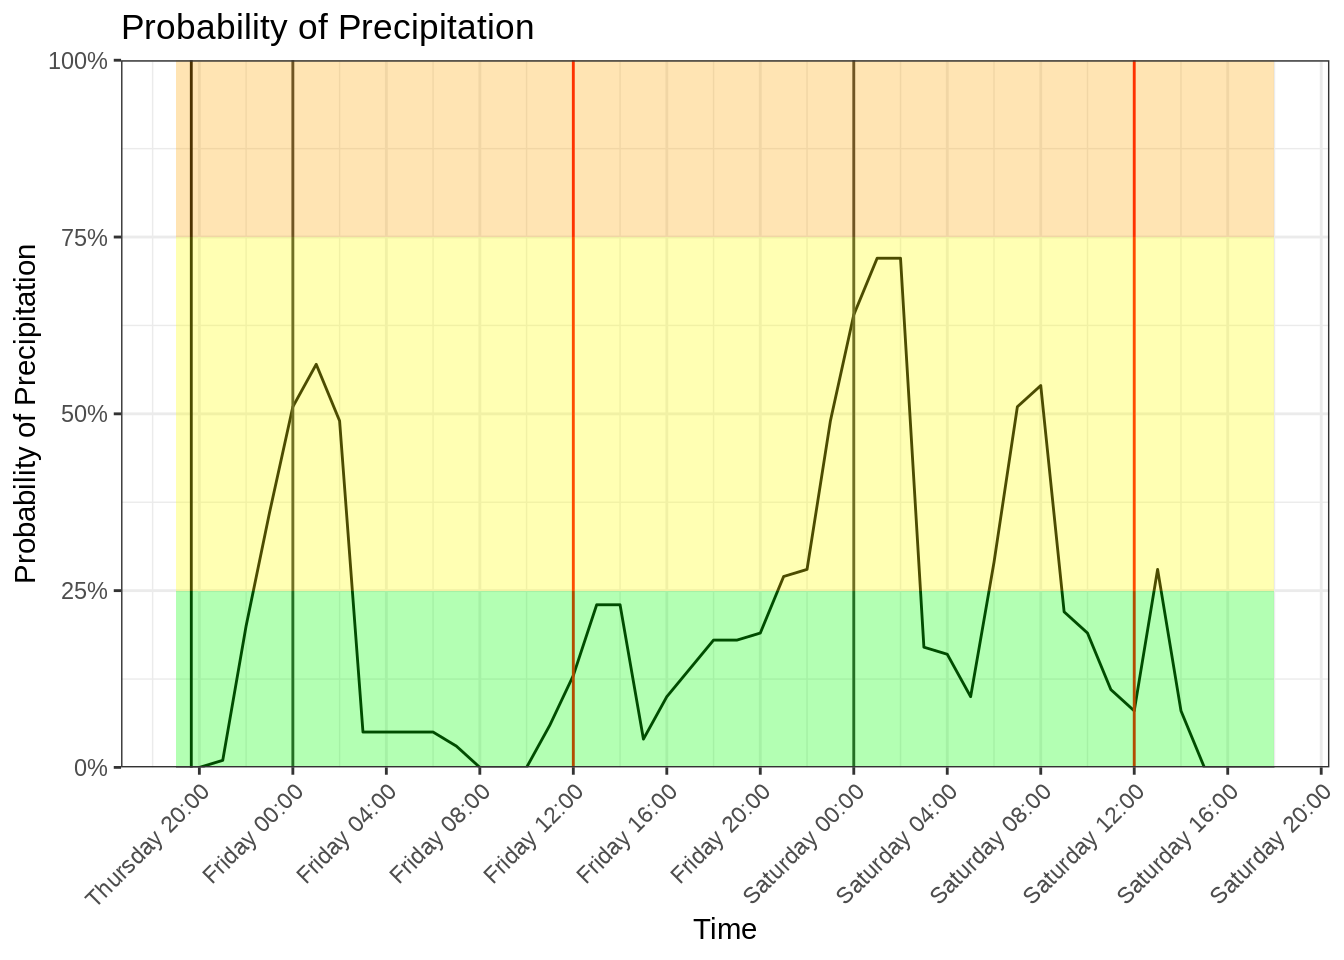 Probability of Precipitation
Probability of Precipitation
100%
75%
50%
25%
0%
Thursday 20:00
Friday 00:00
Friday 04:00
Friday 08:00
Friday 12:00
Friday 16:00
Friday 20:00
Saturday 00:00
Saturday 04:00
Saturday 08:00
Saturday 12:00
Saturday 16:00
Saturday 20:00
Time